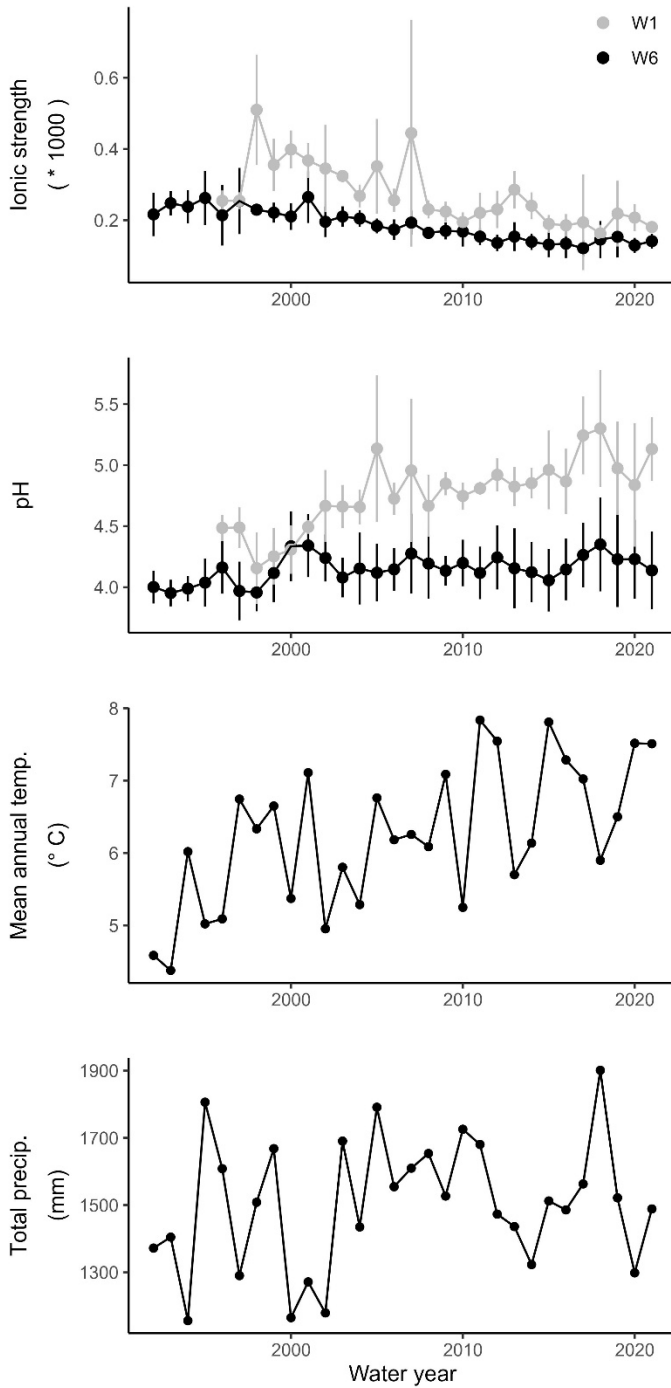 W1
W6
Ionic strength
( * 1000 )
0.6
0.4
0.2
2000 2010 2020
pH
5.5
5.0
4.5
4.0
2000 2010 2020
Mean annual temp.
(° C)
8
7
6
5
2000 2010 2020
Total precip.
(mm)
1900
1700
1500
1300
2000 2010 2020
Water year